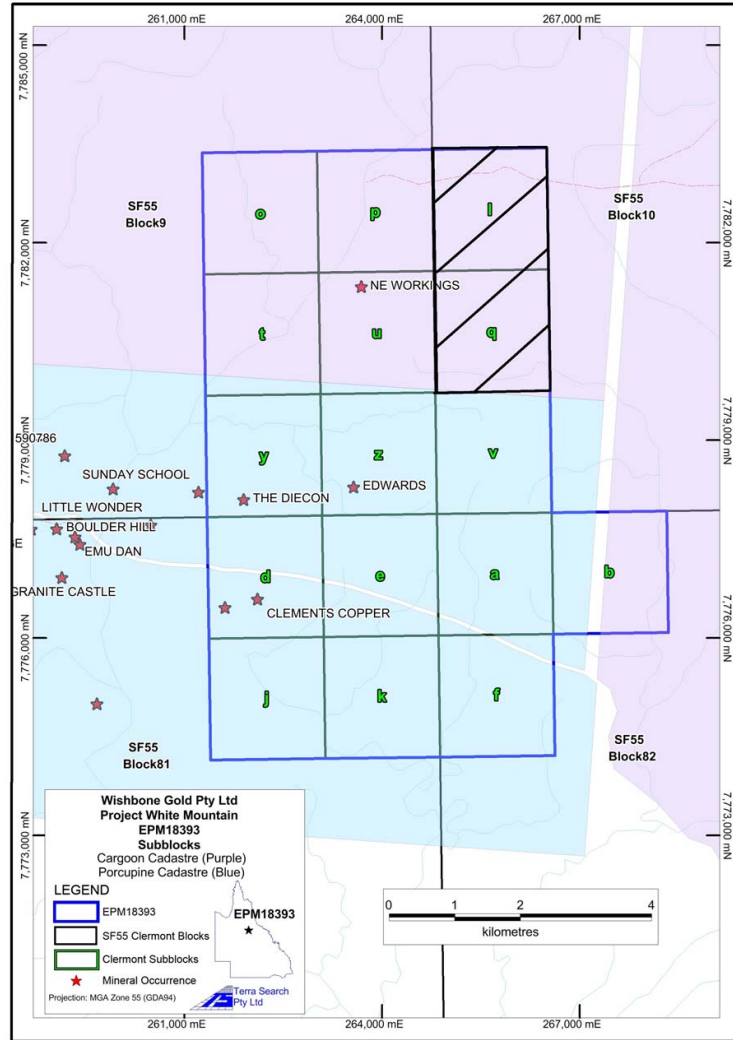 261,000 mE
264,000 mE
267,000 mE
7,785,000 mN
SF55
Block9
SF55
Block10
o
p
l
7,782,000 mN
7,782,000 mN
NE WORKINGS
t
u
q
7,779,000 mN
7,779,000 mN
590786
y
z
v
SUNDAY SCHOOL
EDWARDS
THE DIECON
LITTLE WONDER
BOULDER HILL
E
EMU DAN
GRANITE CASTLE
d
e
a
b
CLEMENTS COPPER
7,776,000 mN
7,776,000 mN
j
k
f
SF55
Block81
SF55
Block82
7,773,000 mN
7,773,000 mN
Wishbone Gold Pty Ltd
Project White Mountain
EPM18393
Subblocks
Cargoon Cadastre (Purple)
Porcupine Cadastre (Blue)
LEGEND
EPM18393
SF55 Clermont Blocks
Clermont Subblocks
Mineral Occurrence
Projection: MGA Zone 55 (GDA94)
EPM18393
Terra Search
Pty Ltd
0 1 2 4
kilometres
261,000 mE
264,000 mE
267,000 mE